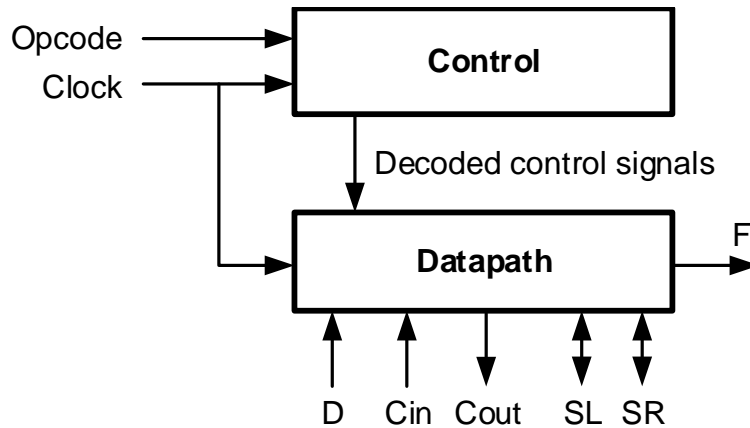 Opcode
Control
Clock
Decoded control signals
F
Datapath
D Cin Cout SL SR